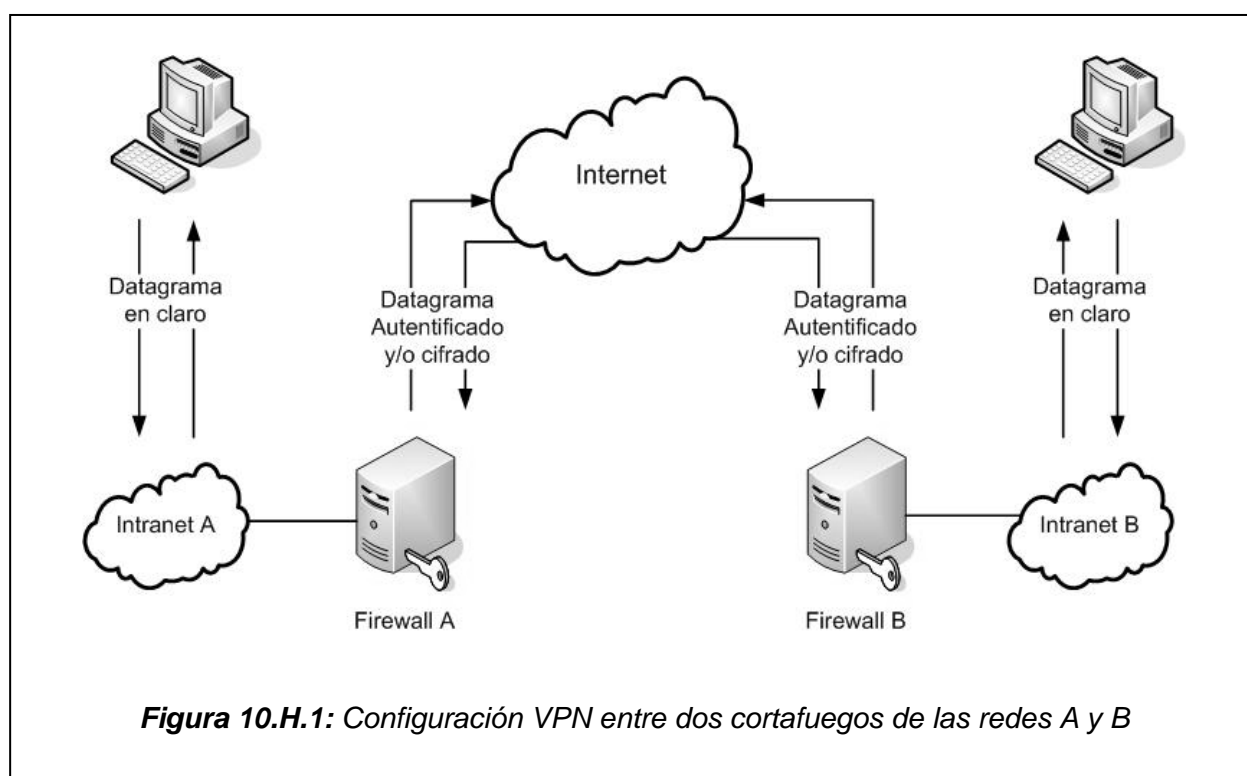 Internet
Datagrama
en claro
Datagrama
Autentificado
y/o cifrado
Datagrama
Autentificado
y/o cifrado
Datagrama
en claro
Intranet A
Intranet B
Firewall A
Firewall B
Figura 10.H.1: Configuración VPN entre dos cortafuegos de las redes A y B